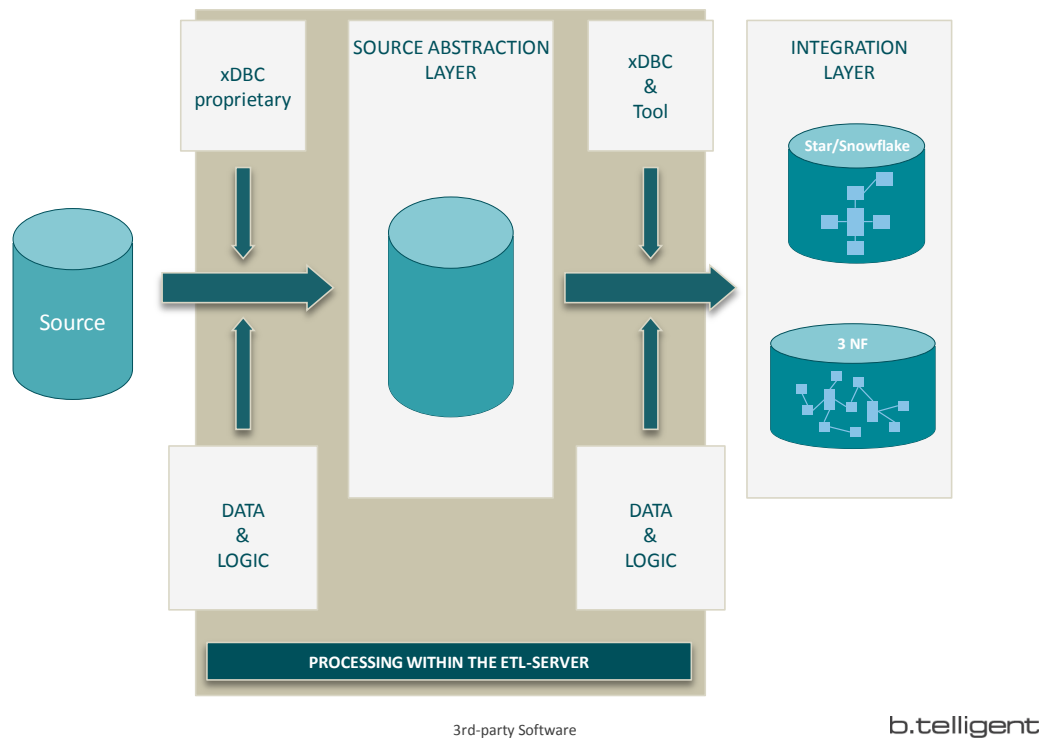 xDBC
proprietary
SOURCE ABSTRACTION
LAYER
xDBC
&
Tool
INTEGRATION
LAYER
Star/Snowflake
Source
3 NF
DATA
&
LOGIC
DATA
&
LOGIC
PROCESSING WITHIN THE ETL-SERVER
3rd-party Software
b.telligent